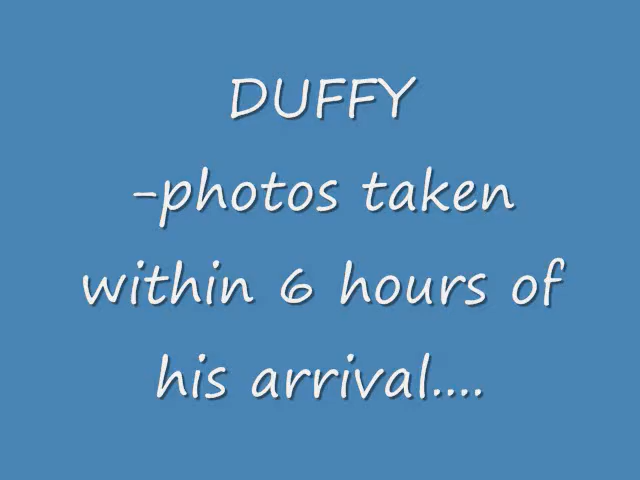 DUFFY
-photos taken
within 6 hours of
his arrival....